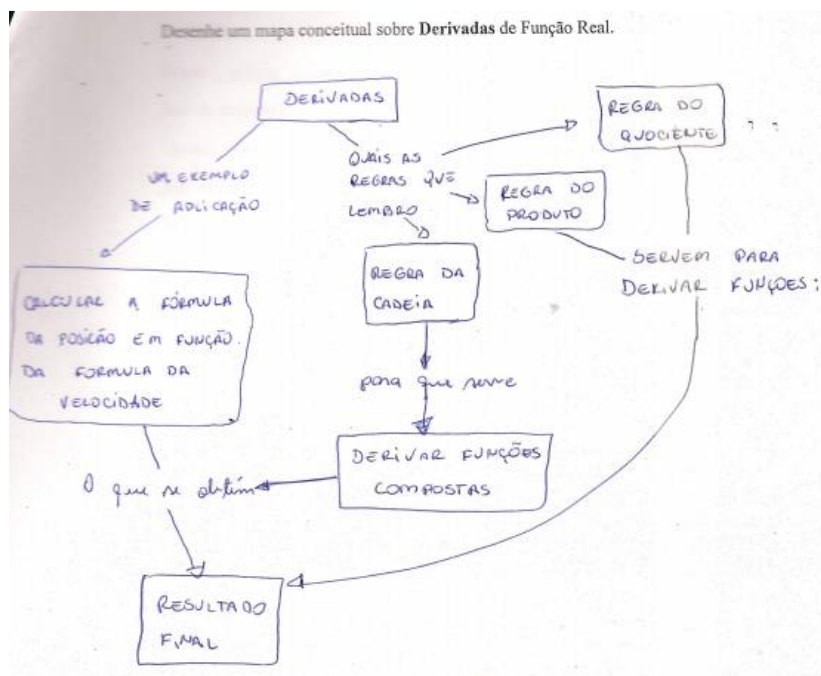 Desenhe um mapa conceitual sobre Derivadas de Função Real.
DERIVADAS
REGRA DO
QUOCIENTE
UM EXEMPLO
DE APLICAÇÃO
QUAIS AS
REGRAS QUE
LEMBRO
REGRA DO
PRODUTO
SERVEM PARA
DERIVAR FUNÇÕES:
REGRA DA
CADEIA
CALCULAR A FÓRMULA
DA POSIÇÃO EM FUNÇÃO.
DA FORMULA DA
VELOCIDADE
para que serve
DERIVAR FUNÇÕES
COMPOSTAS
O que se obtém
RESULTADO
FINAL